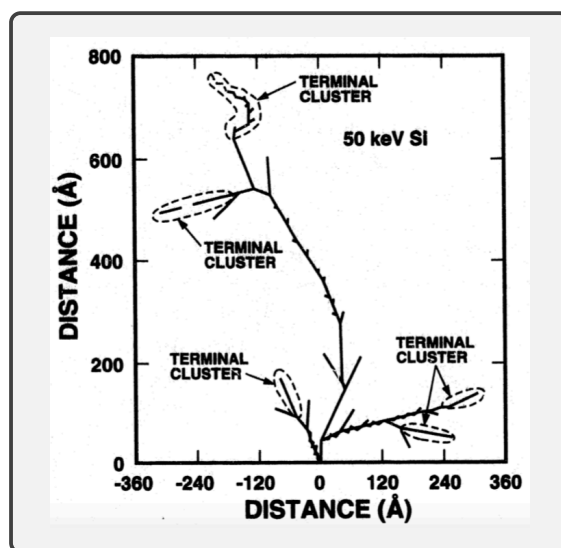 800
TERMINAL
CLUSTER
50 keV Si
600
TERMINAL
CLUSTER
400
TERMINAL
CLUSTER
TERMINAL
CLUSTER
200
0
-360 -240 -120 0 120 240 360
DISTANCE (Å)
DISTANCE (Å)